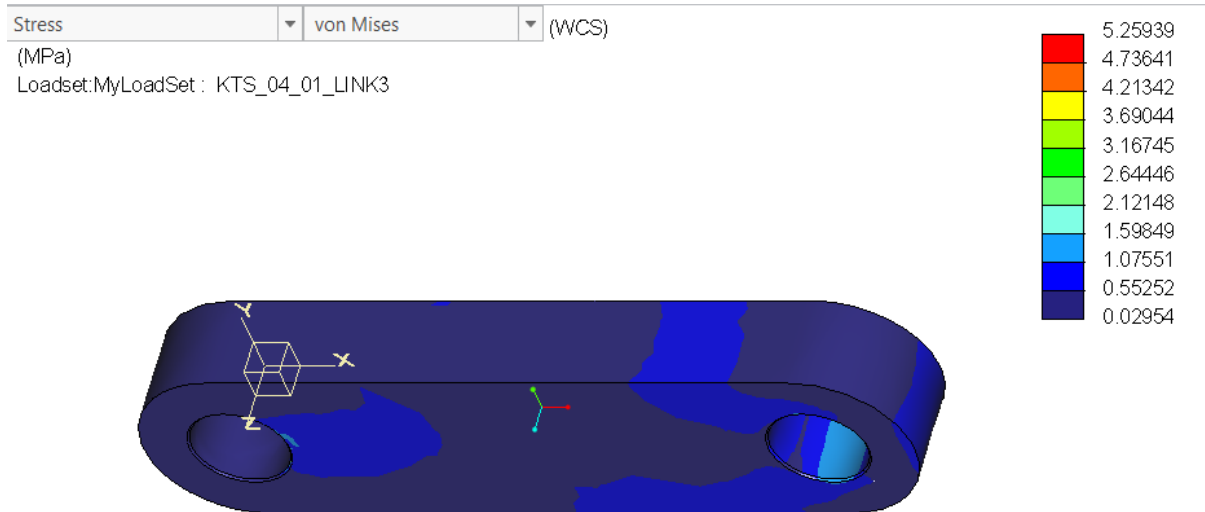 Stress von Mises (WCS)
(MPa)
Loadset:MyLoadSet : KTS_04_01_LINK3
5.25939
4.73641
4.21342
3.69044
3.16745
2.64446
2.12148
1.59849
1.07551
0.55252
0.02954
Y
X
Z